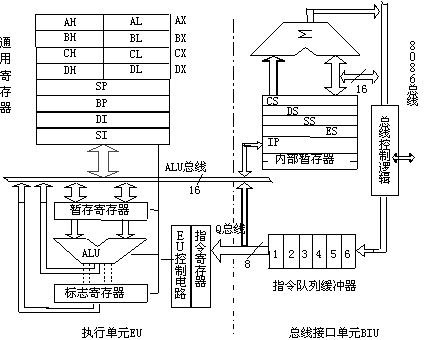 通用寄存器
AH AL AX
BH BL BX
CH CL CX
DH DL DX
SP
BP
DI
SI
ALU总线
16
暂存寄存器
ALU
标志寄存器
EU控制电路
指令寄存器
执行单元EU
Σ
16
8086总线
CS
DS
SS
ES
IP
内部暂存器
总线控制逻辑
Q总线
8
1 2 3 4 5 6
指令队列缓冲器
总线接口单元BIU